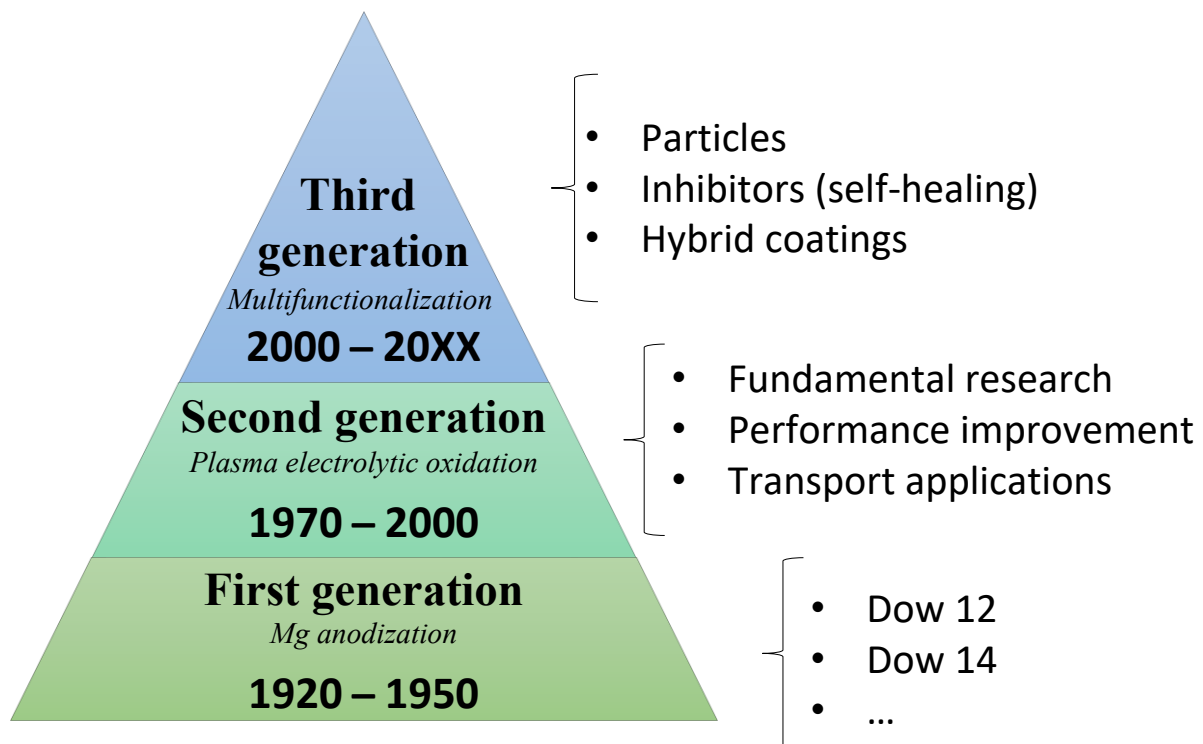 Third
generation
Multifunctionalization
2000 – 20XX
• Particles
• Inhibitors (self-healing)
• Hybrid coatings
Second generation
Plasma electrolytic oxidation
1970 – 2000
• Fundamental research
• Performance improvement
• Transport applications
First generation
Mg anodization
1920 – 1950
• Dow 12
• Dow 14
• ...